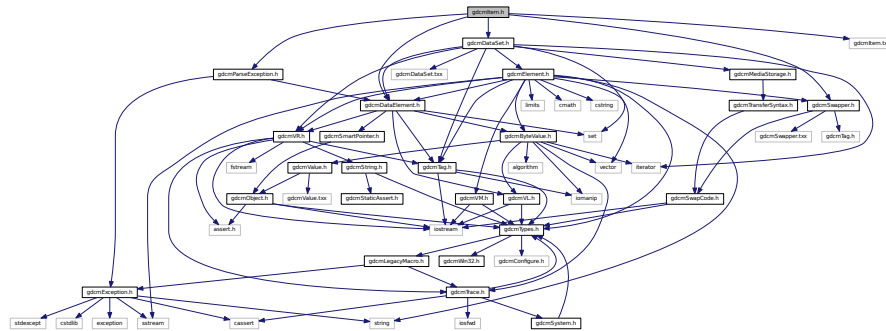 gdcmItem.h
gdcmDataSet.h
gdcmItem.tx
gdcmParseException.h
gdcmDataSet.txx
gdcmElement.h
gdcmMediaStorage.h
gdcmDataElement.h
limits
cmath
cstring
gdcmTransferSyntax.h
gdcmSwapper.h
gdcmVR.h
gdcmSmartPointer.h
gdcmByteValue.h
set
gdcmSwapper.txx
gdcmTag.h
fstream
gdcmValue.h
gdcmString.h
gdcmTag.h
algorithm
vector
iterator
gdcmObject.h
gdcmValue.txx
gdcmStaticAssert.h
gdcmVM.h
gdcmVL.h
iomanip
gdcmSwapCode.h
assert.h
iostream
gdcmTypes.h
gdcmLegacyMacro.h
gdcmWin32.h
gdcmConfigure.h
gdcmException.h
gdcmTrace.h
stdexcept
cstdlib
exception
sstream
cassert
string
iosfwd
gdcmSystem.h